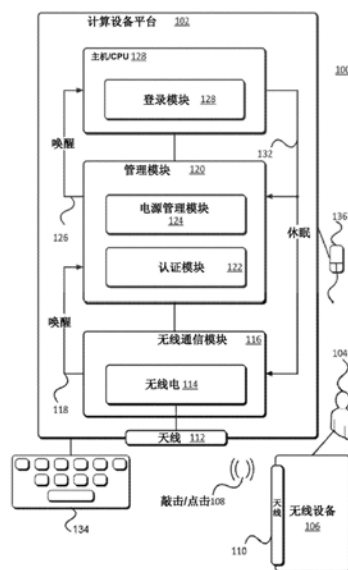 计算设备平台 102
主机/CPU 128
登录模块 128
100
唤醒
132
管理模块 120
电源管理模块
124
126
136
休眠
认证模块 122
唤醒
无线通信模块 116
104
无线电 114
118
天线 112
敲击/点击108
天线
无线设备
106
134
110